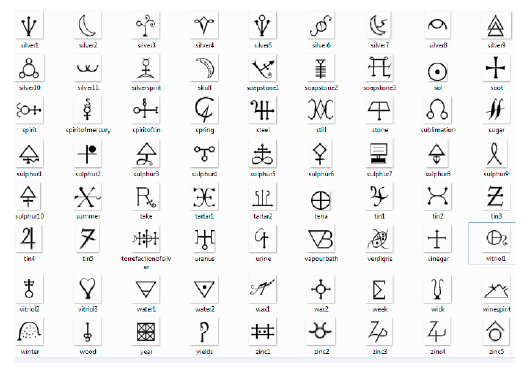 silver1 silver2 silver3 silver4 silver5 silver6 silver7 silver8 silver9
silver10 silver11 silverspirit skull soapstone1 soapstone2 soapstone3 sol soot
spirit spiritofmercury spiritoftin spring steel still stone sublimation sugar
sulphur1 sulphur2 sulphur3 sulphur4 sulphur5 sulphur6 sulphur7 sulphur8 sulphur9
sulphur10 summer take tartar1 tartar2 terra tin1 tin2 tin3
tin4 tin5 torrefactionofsilver uranus urine vapourbath verdigris vinegar vitriol1
vitriol2 vitriol3 water1 water2 wax1 wax2 week wick winespirit
winter wood year yields zinc1 zinc2 zinc3 zinc4 zinc5